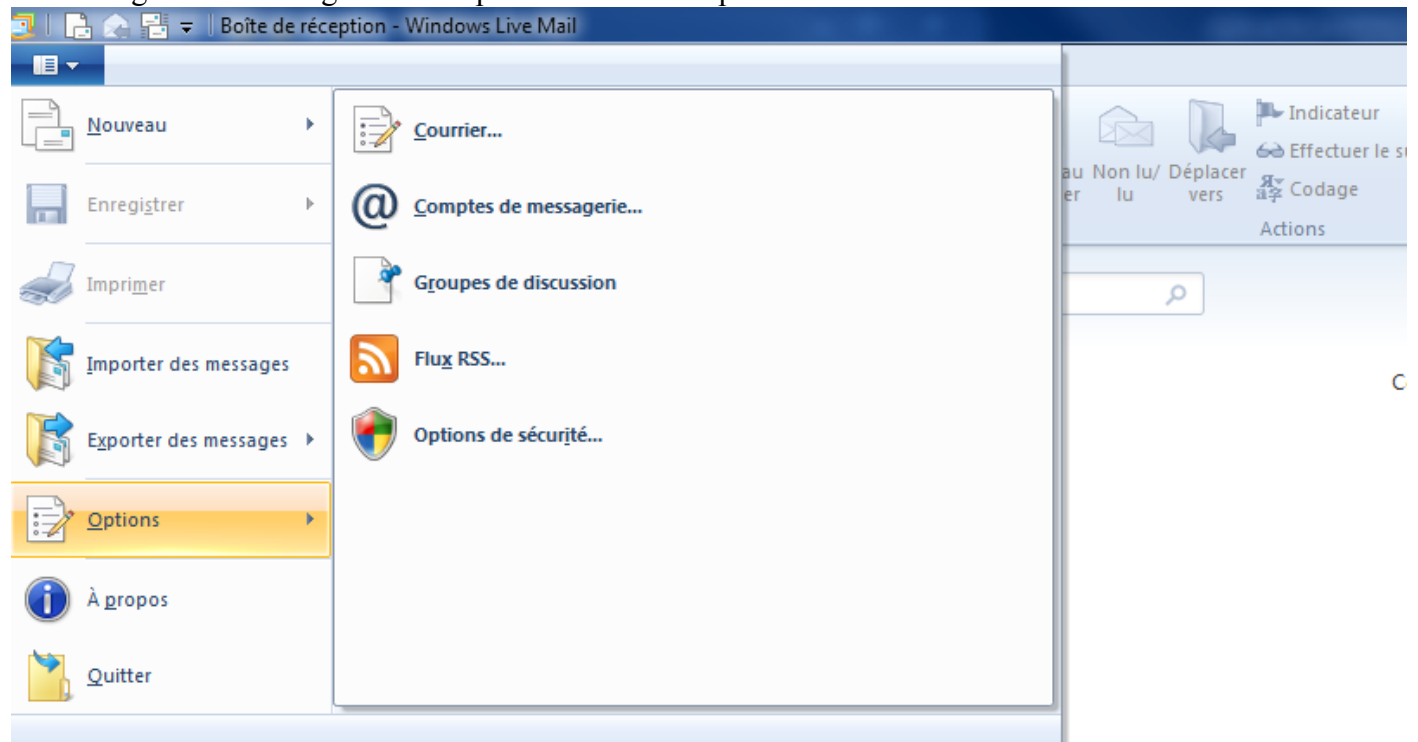 Boîte de réception - Windows Live Mail
Nouveau
Enregistrer
Imprimer
Importer des messages
Exporter des messages
Options
À propos
Quitter
Courrier...
Comptes de messagerie...
Groupes de discussion
Flux RSS...
Options de sécurité...
Indicateur
Effectuer le
Non lu/ Déplacer
lu vers
Codage
Actions